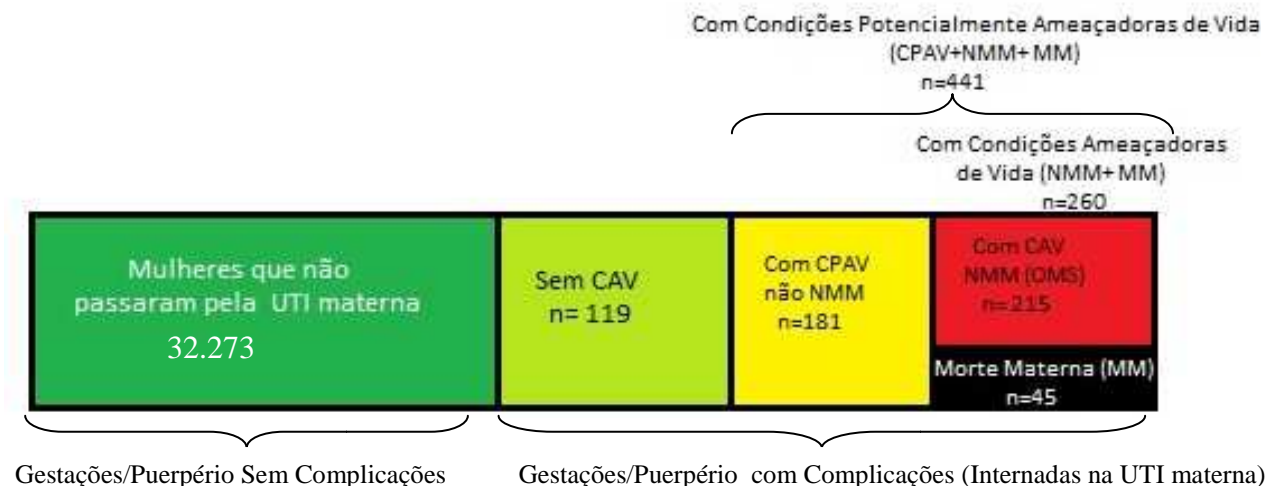 Com Condições Potencialmente Ameaçadoras de Vida
(CPAV+NMM+ MM)
n=441
Com Condições Ameaçadoras
de Vida (NMM+ MM)
n=260
Mulheres que não
passaram pela UTI materna
32.273
Sem CAV
n= 119
Com CPAV
não NMM
n=181
Com CAV
NMM (OMS)
n=215
Morte Materna (MM)
n=45
Gestações/Puerpério Sem Complicações
Gestações/Puerpério com Complicações (Internadas na UTI materna)